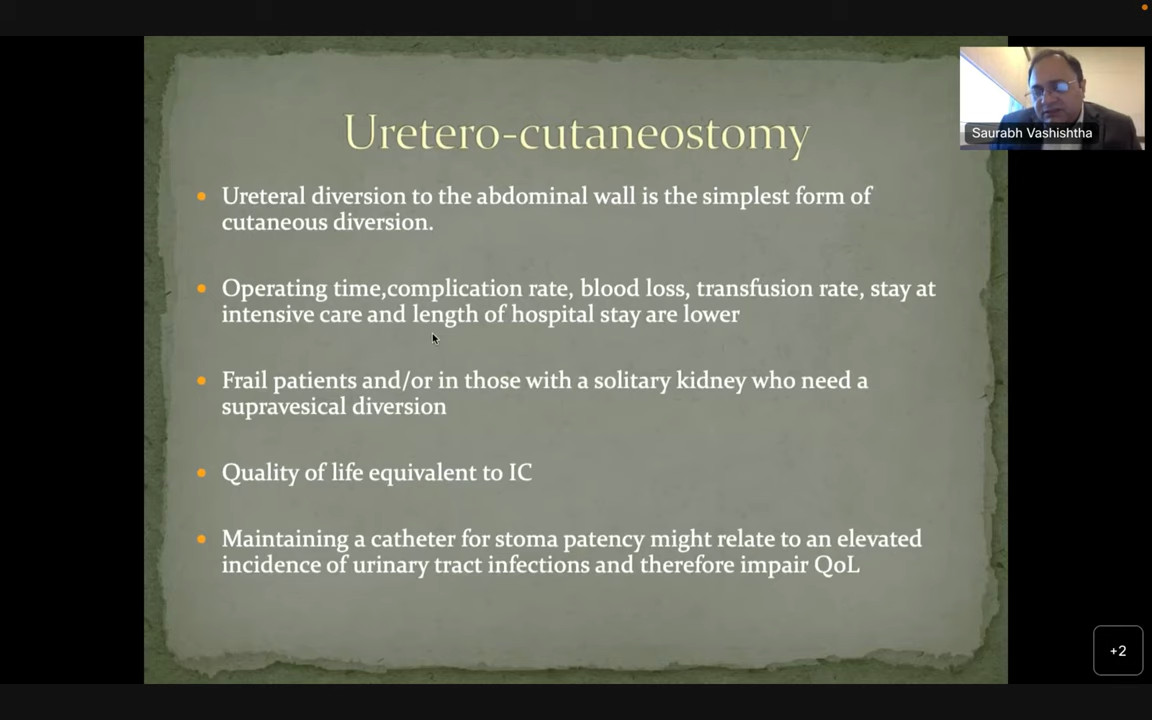 Uretero-cutaneostomy
Saurabh Vashishtha
Ureteral diversion to the abdominal wall is the simplest form of
cutaneous diversion.
Operating time,complication rate, blood loss, transfusion rate, stay at
intensive care and length of hospital stay are lower
Frail patients and/or in those with a solitary kidney who need a
supravesical diversion
Quality of life equivalent to IC
Maintaining a catheter for stoma patency might relate to an elevated
incidence of urinary tract infections and therefore impair QoL
+2